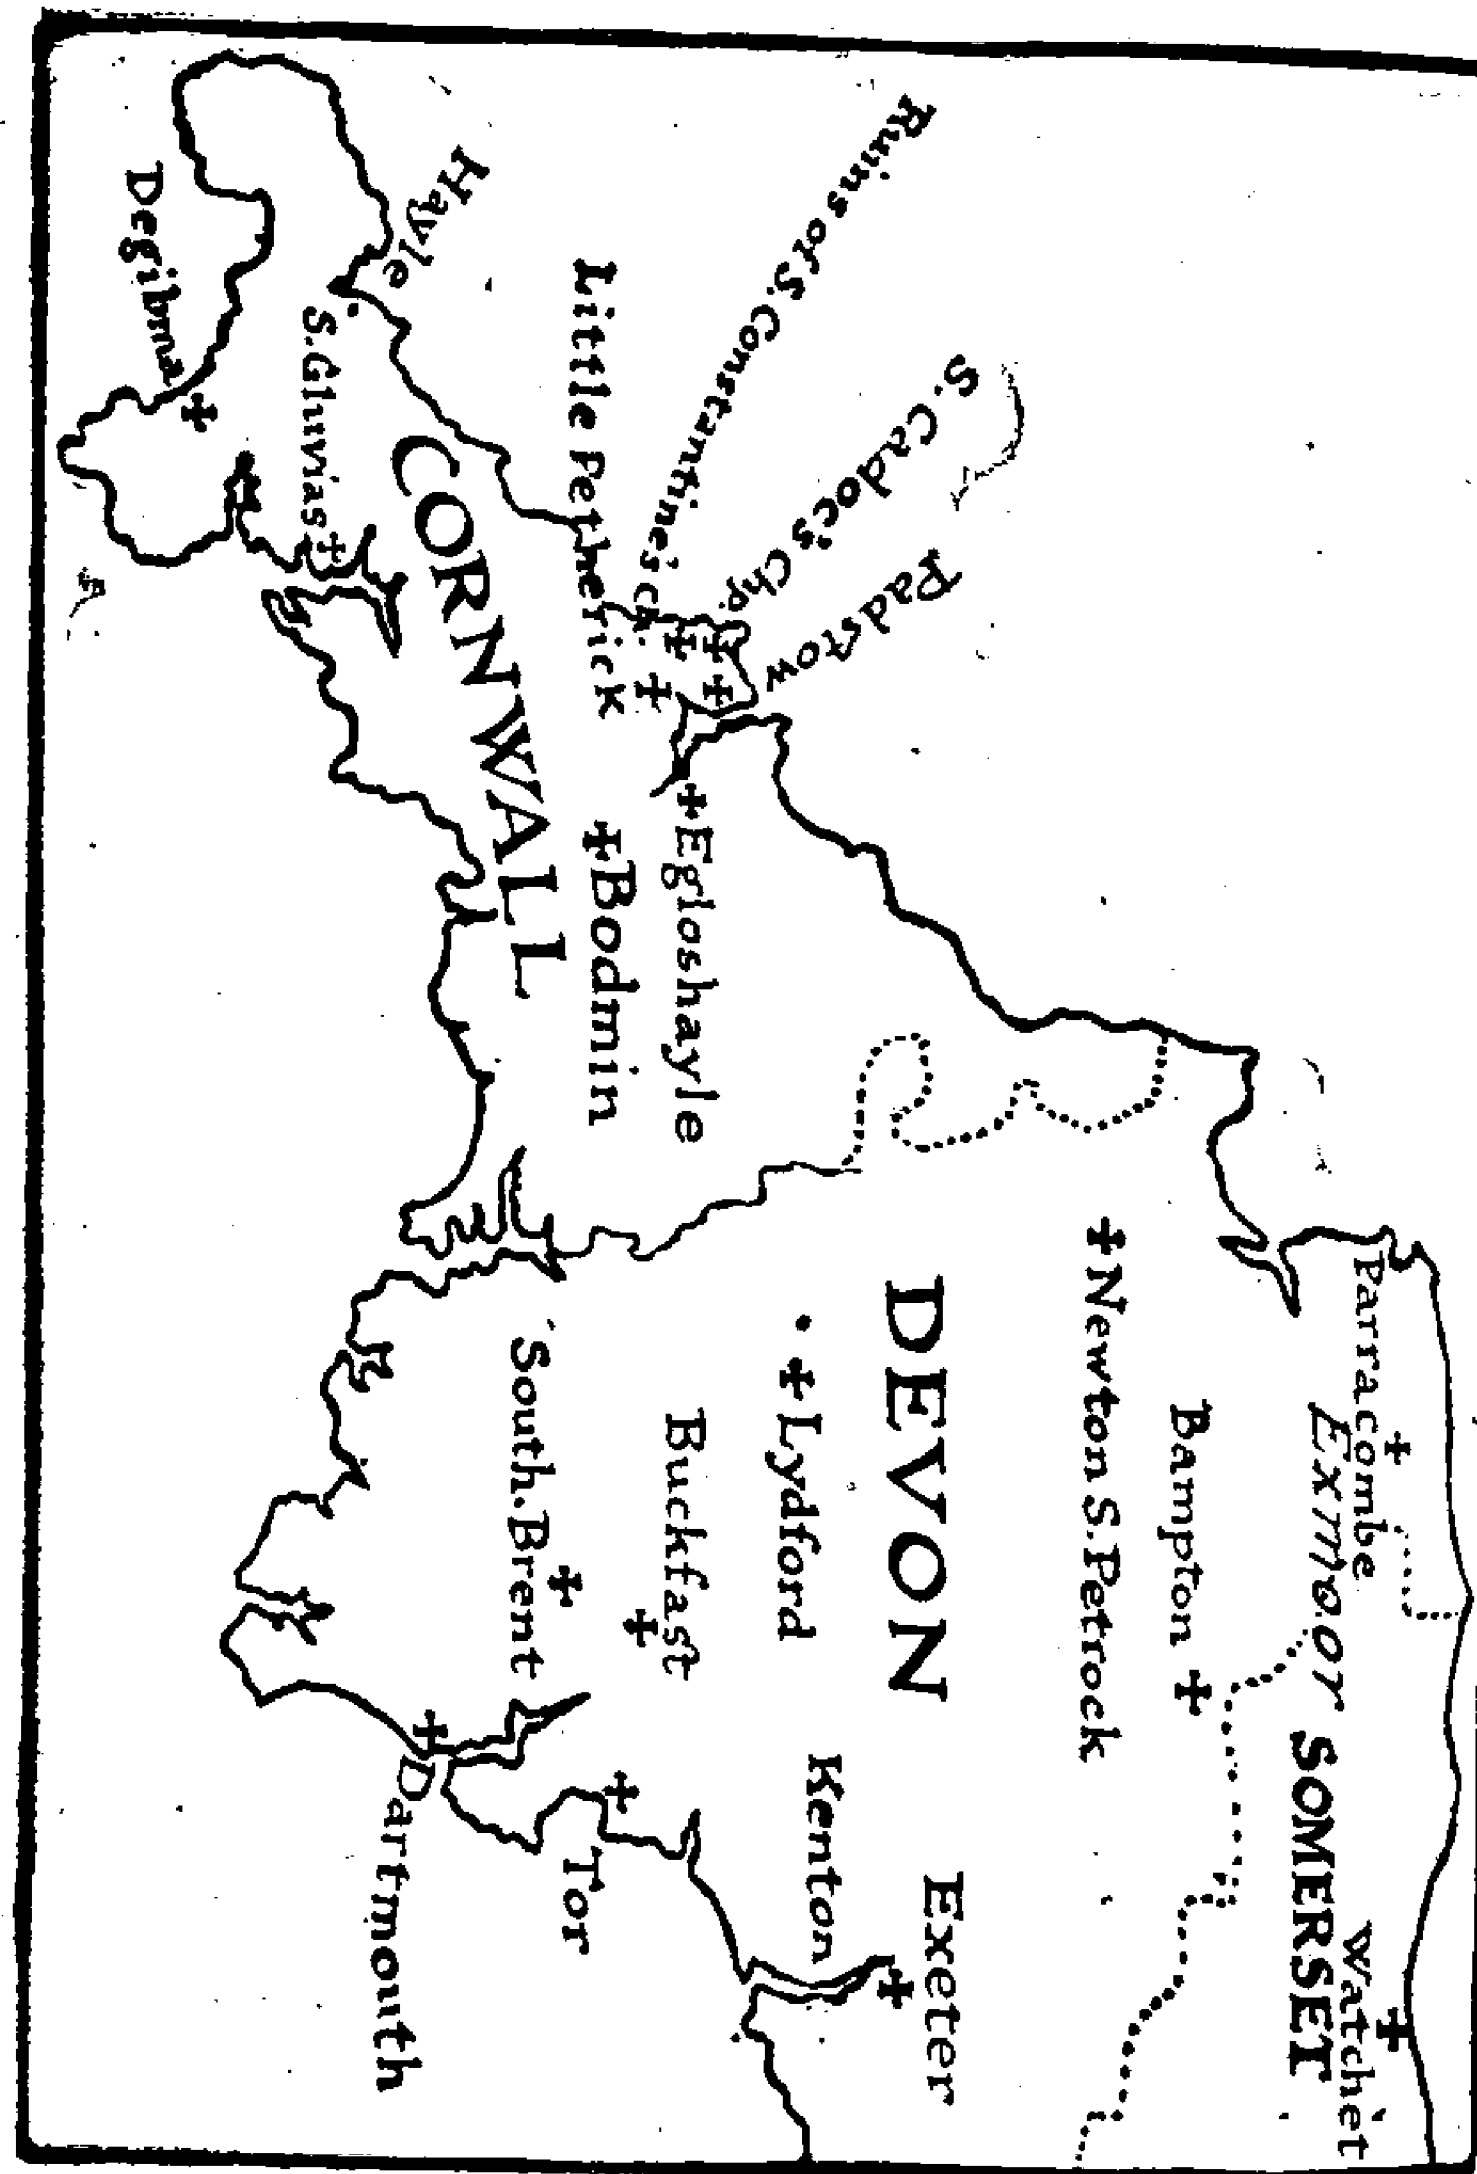 Ruins of S. Constantine's ch.
S. Cadoc's Chp.
Padstow
Little Petherick
Hayle
Degibma
S. Gluvias
CORNWALL
Egloshayle
Bodmin
Parracombe
Exmoor
SOMERSET
Watchet
Bampton
Newton S. Petrock
DEVON
Lydford
Exeter
Kenton
Buckfast
South. Brent
Tor
Dartmouth